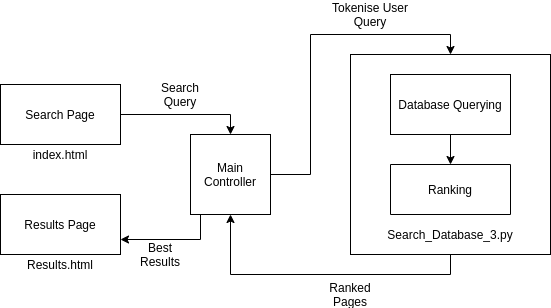 Tokenise User
Query
Search
Query
Database Querying
Search Page
index.html
Main
Controller
Ranking
Results Page
Search_Database_3.py
Best
Results
Results.html
Ranked
Pages